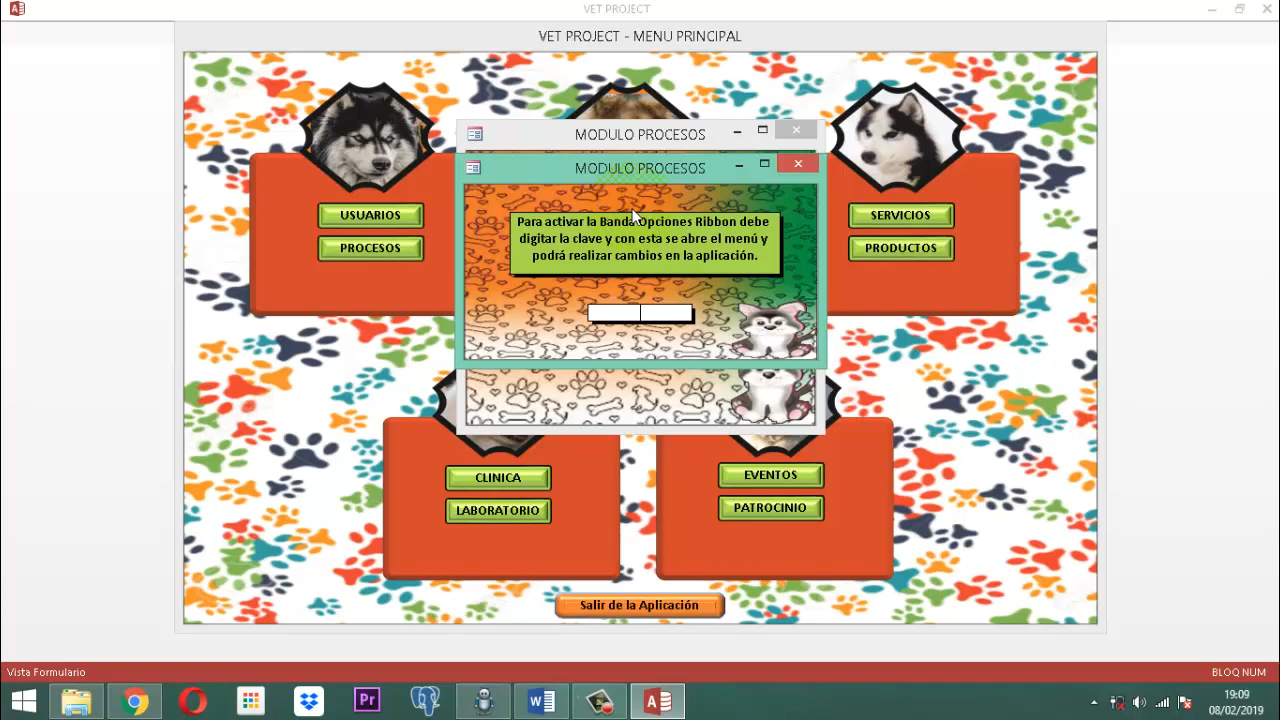 VET PROJECT
VET PROJECT - MENU PRINCIPAL
MODULO PROCESOS
MODULO PROCESOS
Para activar la Banda Opciones Ribbon debe
digitar la clave y con esta se abre el menú y
podrá realizar cambios en la aplicación.
USUARIOS
PROCESOS
SERVICIOS
PRODUCTOS
CLINICA
LABORATORIO
EVENTOS
PATROCINIO
Salir de la Aplicación
Vista Formulario
BLOQ NUM
Pr
19:09
08/02/2019